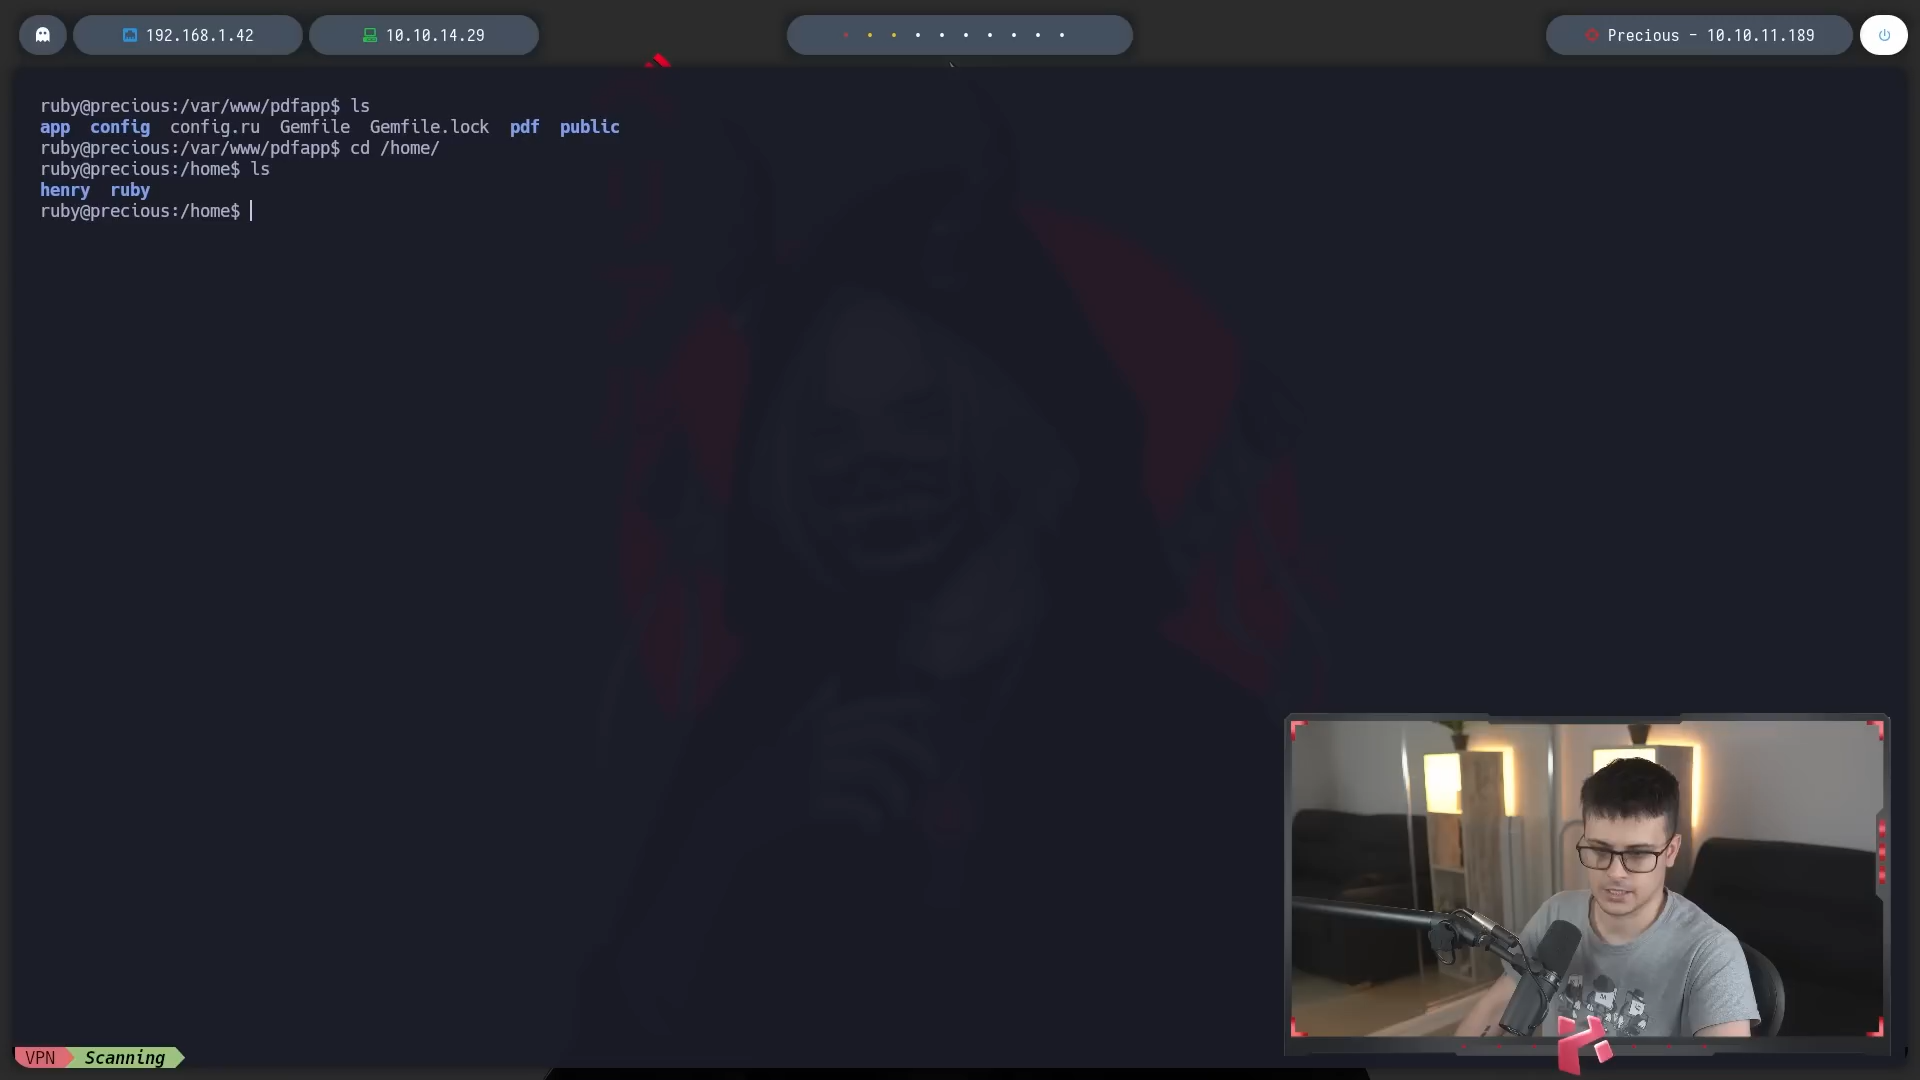 192.168.1.42
10.10.14.29
Precious - 10.10.11.189
ruby@precious:/var/www/pdfapp$ ls
app config config.ru Gemfile Gemfile.lock pdf public
ruby@precious:/var/www/pdfapp$ cd /home/
ruby@precious:/home$ ls
henry ruby
ruby@precious:/home$
VPN Scanning